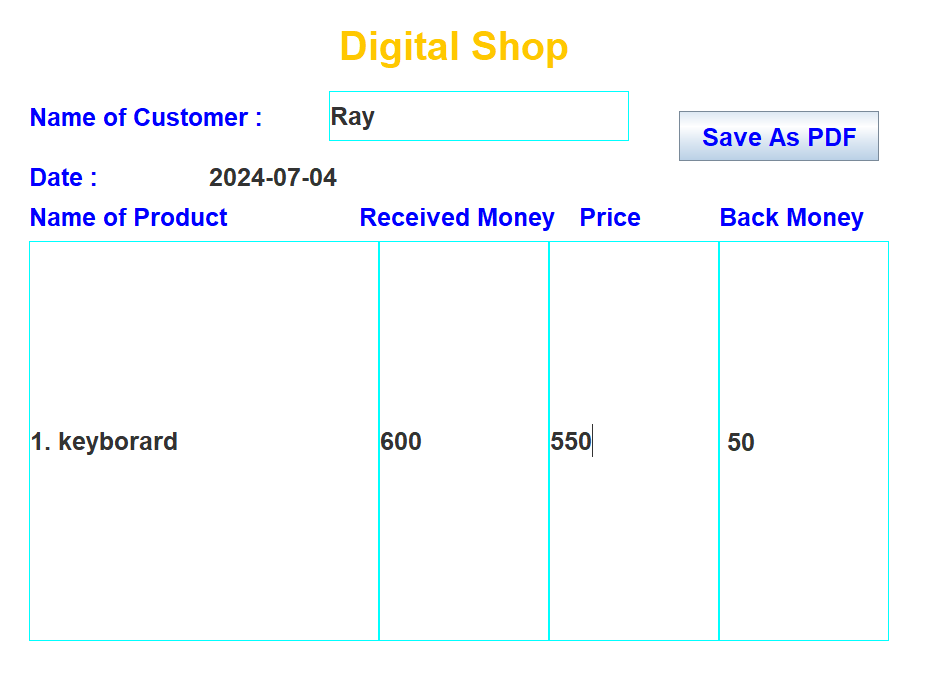 Digital Shop
Name of Customer : Ray
Save As PDF
Date : 2024-07-04
Name of Product Received Money Price Back Money
1. keyborard 600 550 50